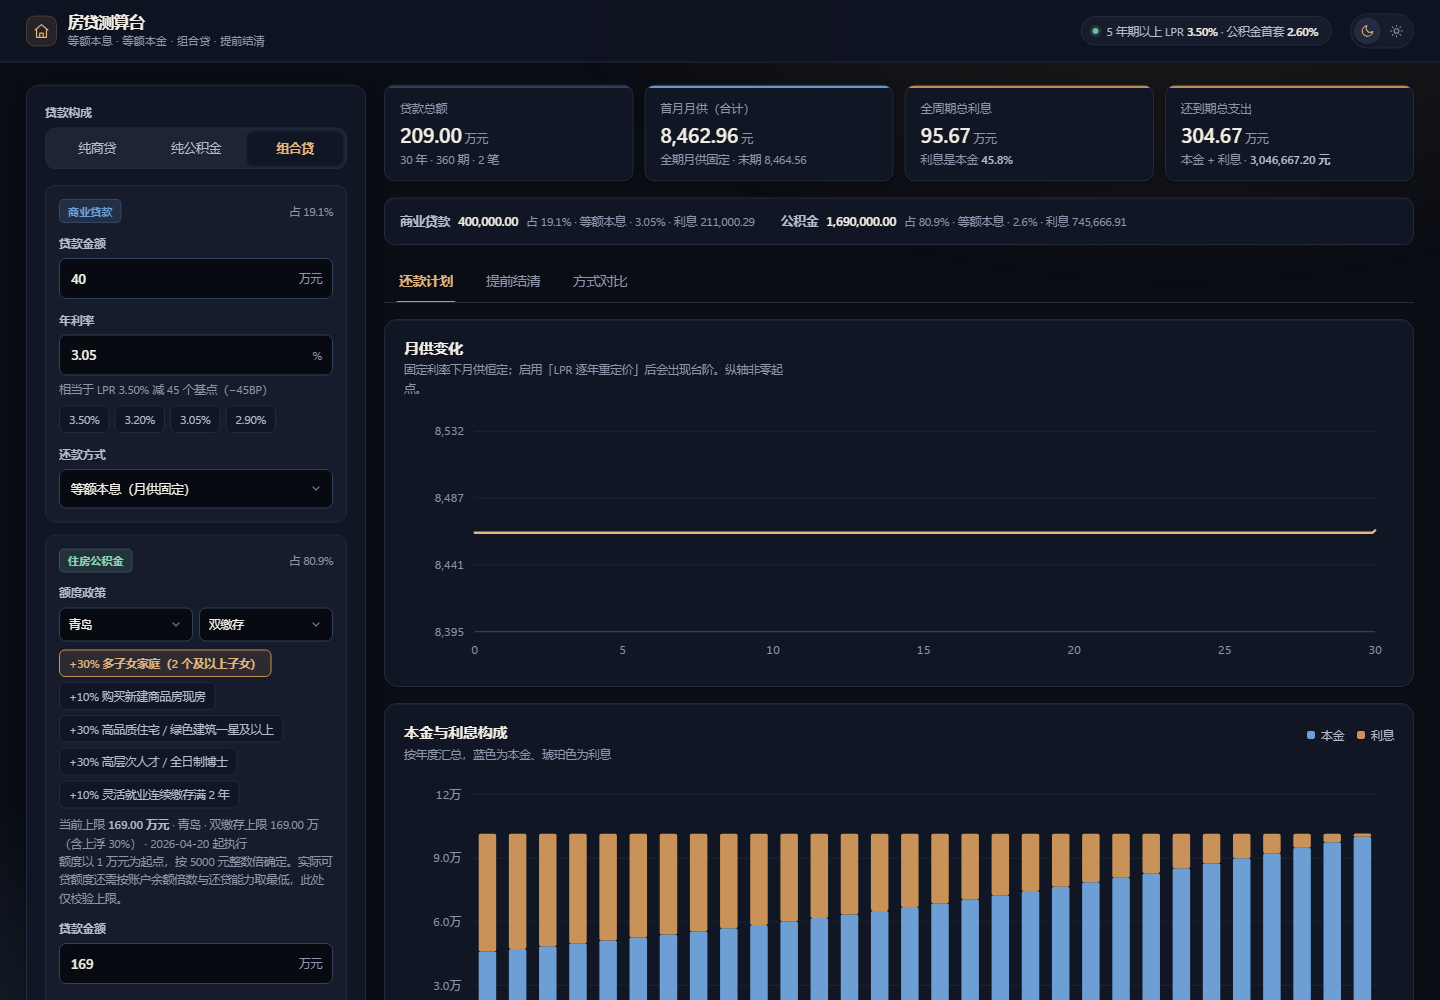 房贷测算台
等额本息 · 等额本金 · 组合贷 · 提前结清
5 年期以上 LPR 3.50% · 公积金首套 2.60%
贷款构成
纯商贷
纯公积金
组合贷
商业贷款
占 19.1%
贷款金额
40
万元
年利率
3.05
%
相当于 LPR 3.50% 减 45 个基点（−45BP）
3.50%
3.20%
3.05%
2.90%
还款方式
等额本息（月供固定）
住房公积金
占 80.9%
额度政策
青岛
双缴存
+30% 多子女家庭（2 个及以上子女）
+10% 购买新建商品房现房
+30% 高品质住宅 / 绿色建筑一星及以上
+30% 高层次人才 / 全日制博士
+10% 灵活就业连续缴存满 2 年
当前上限 169.00 万元 · 青岛 · 双缴存上限 169.00 万
（含上浮 30%） · 2026-04-20 起执行
额度以 1 万元为起点，按 5000 元整数倍确定。实际可
贷额度还需按账户余额倍数与还贷能力取最低，此处
仅校验上限。
贷款金额
169
万元
贷款总额
209.00 万元
30 年 · 360 期 · 2 笔
首月月供（合计）
8,462.96 元
全期月供固定 · 末期 8,464.56
全周期总利息
95.67 万元
利息是本金 45.8%
还到期总支出
304.67 万元
本金 + 利息 · 3,046,667.20 元
商业贷款 400,000.00 占 19.1% · 等额本息 · 3.05% · 利息 211,000.29
公积金 1,690,000.00 占 80.9% · 等额本息 · 2.6% · 利息 745,666.91
还款计划
提前结清
方式对比
月供变化
固定利率下月供恒定；启用「LPR 逐年重定价」后会出现台阶。纵轴非零起
点。
8,532
8,487
8,441
8,395
0
5
10
15
20
25
30
本金与利息构成
按年度汇总，蓝色为本金、琥珀色为利息
本金
利息
12万
9.0万
6.0万
3.0万